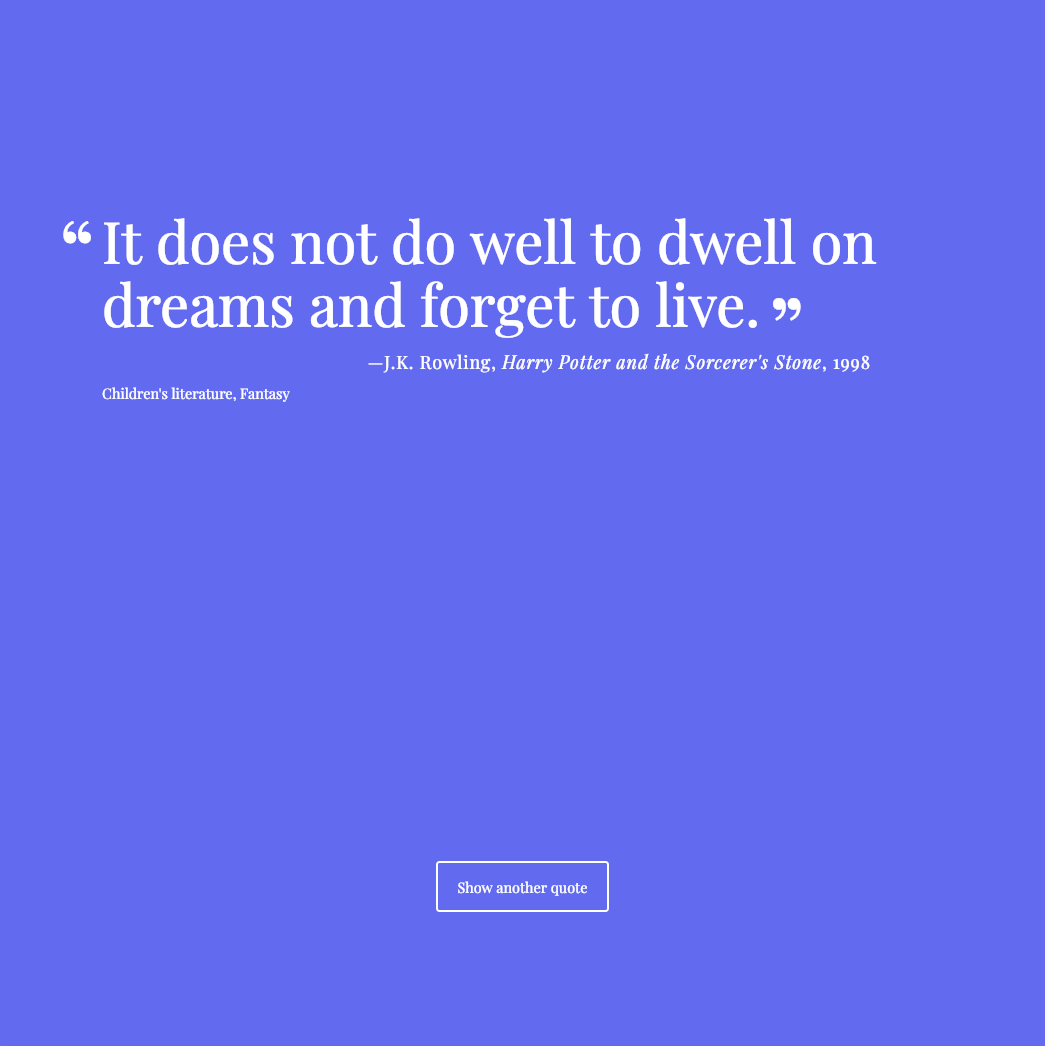 “It does not do well to dwell on
dreams and forget to live.”
—J.K. Rowling, Harry Potter and the Sorcerer's Stone, 1998
Children's literature, Fantasy
Show another quote